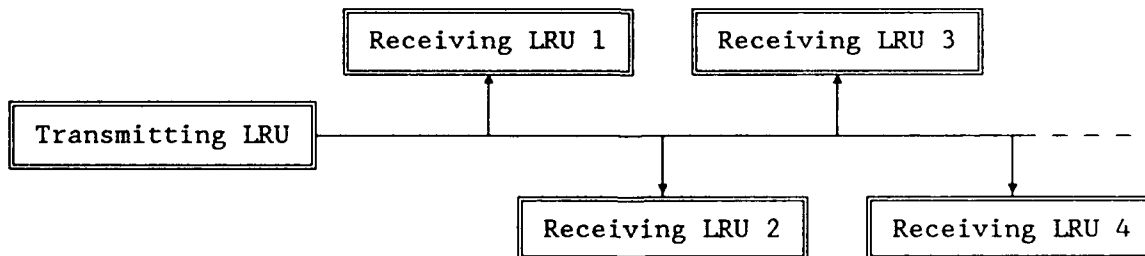 Receiving LRU 1
Receiving LRU 3
Transmitting LRU
Receiving LRU 2
Receiving LRU 4